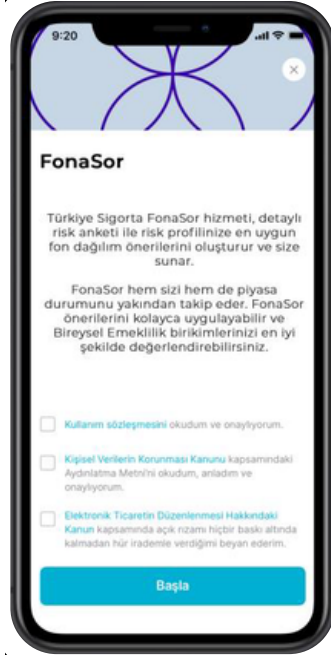 9:20
FonaSor
Türkiye Sigorta FonaSor hizmeti, detaylı
risk anketi ile risk profilinize en uygun
fon dağılım önerilerini oluşturur ve size
sunar.
FonaSor hem sizi hem de piyasa
durumunu yakından takip eder. FonaSor
önerilerini kolayca uygulayabilir ve
Bireysel Emeklilik birikimlerinizi en iyi
şekilde değerlendirebilirsiniz.
Kullanım sözleşmesini okudum ve onaylıyorum.
Kişisel Verilerin Korunması Kanunu kapsamındaki
Aydınlatma Metni'ni okudum, anladım ve
onaylıyorum.
Elektronik Ticaretin Düzenlenmesi Hakkındaki
Kanun kapsamında açık rızamı hiçbir baskı altında
kalmadan hür irademle verdiğimi beyan ederim.
Başla